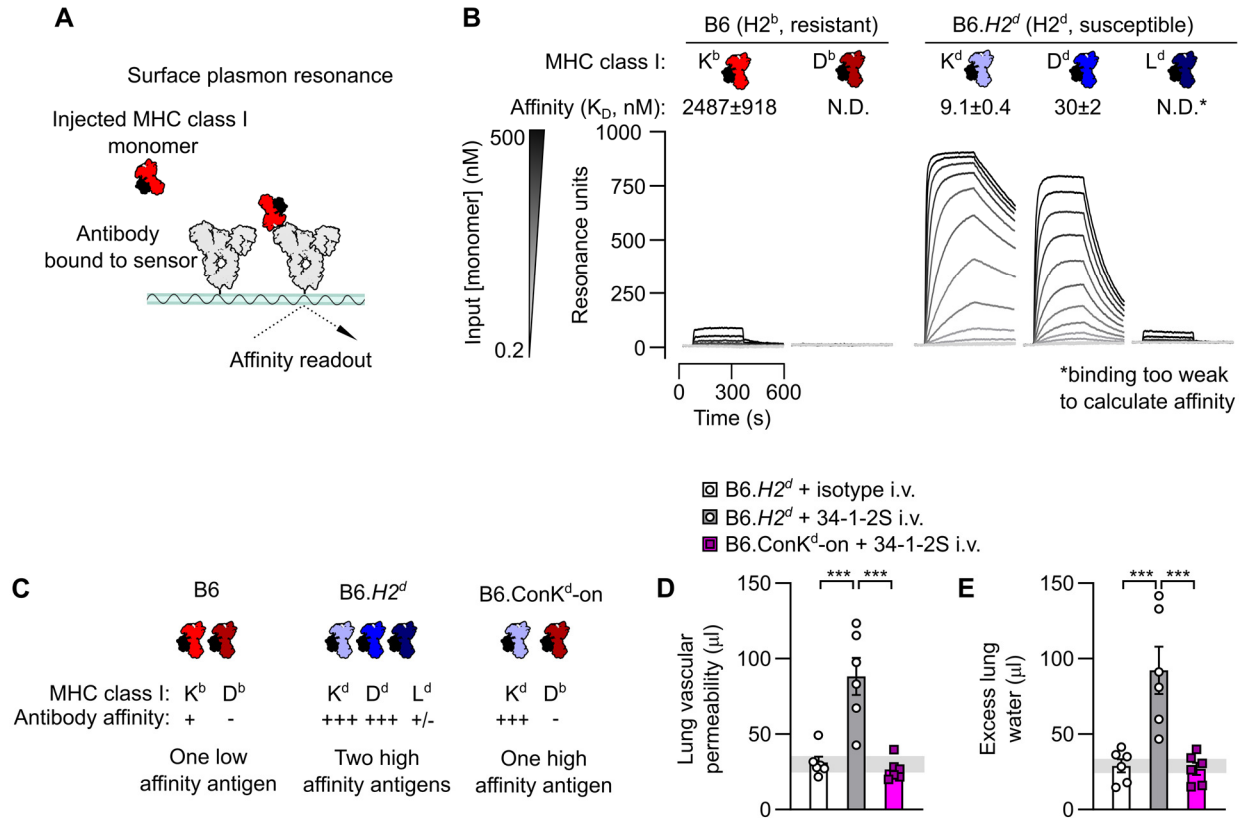 A
Surface plasmon resonance
Injected MHC class I
monomer
Antibody
bound to sensor
Affinity readout
B
B6 (H2ᵇ, resistant)
B6.H2ᵈ (H2ᵈ, susceptible)
MHC class I:
Kᵇ
Dᵇ
Kᵈ
Dᵈ
Lᵈ
Affinity (K_D, nM):
2487±918
N.D.
9.1±0.4
30±2
N.D.*
Input [monomer] (nM)
500
0.2
Resonance units
1000
750
500
250
0
0
300
600
Time (s)
*binding too weak
to calculate affinity
B6.H2ᵈ + isotype i.v.
B6.H2ᵈ + 34-1-2S i.v.
B6.ConKᵈ-on + 34-1-2S i.v.
C
B6
B6.H2ᵈ
B6.ConKᵈ-on
MHC class I: Kᵇ Dᵇ Kᵈ Dᵈ Lᵈ Kᵈ Dᵇ
Antibody affinity: + - +++ +++ +/- +++ -
One low
affinity antigen
Two high
affinity antigens
One high
affinity antigen
D
Lung vascular
permeability (µl)
150
100
50
0
*** ***
E
Excess lung
water (µl)
150
100
50
0
*** ***